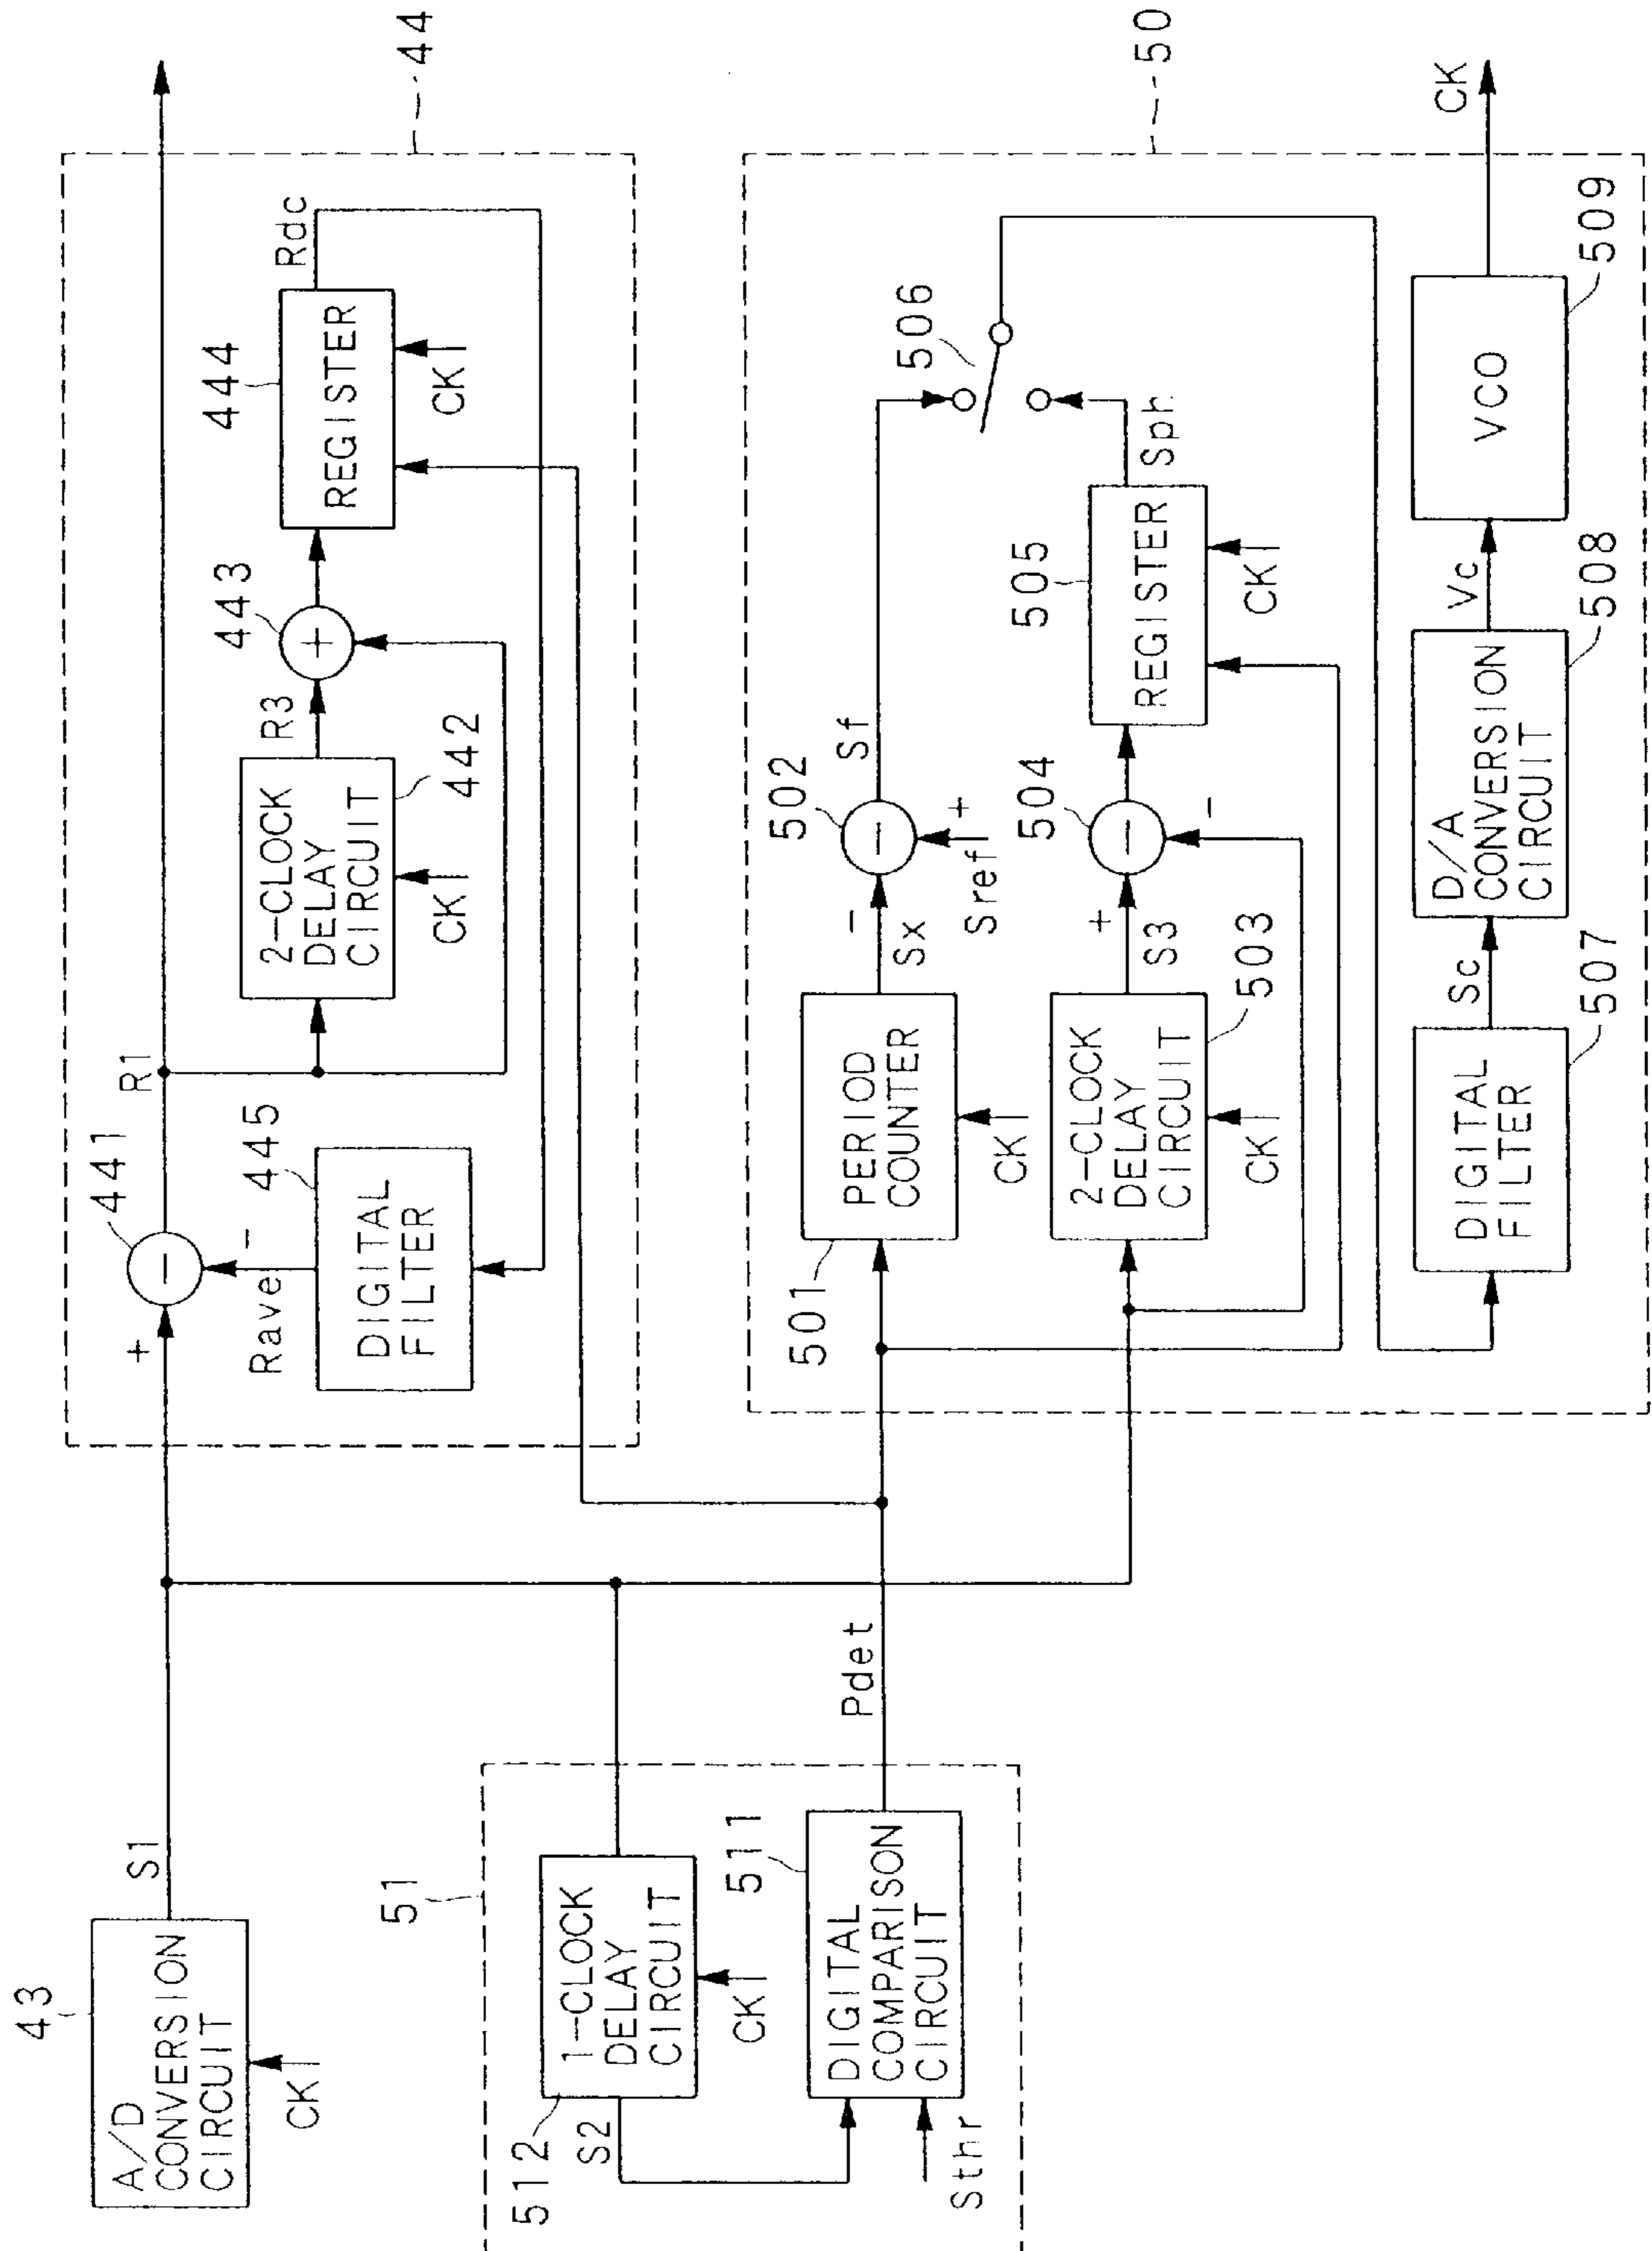 43
A/D
CONVERSION
CIRCUIT
CK
S1
51
1-CLOCK
DELAY
CIRCUIT
CK
512
S2
511
DIGITAL
COMPARISON
CIRCUIT
Sthr
Pdet
44
441
+
-
−
R1
Rave
445
DIGITAL
FILTER
2-CLOCK
DELAY
CIRCUIT
442
CK
R3
443
+
444
REGISTER
CK
Rdc
50
501
PERIOD
COUNTER
CK
Sx
-
502
−
+
Sref
Sf
2-CLOCK
DELAY
CIRCUIT
503
CK
S3
+
504
−
-
505
REGISTER
CK
Sph
506
DIGITAL
FILTER
507
Sc
D/A
CONVERSION
CIRCUIT
508
Vc
VCO
509
CK